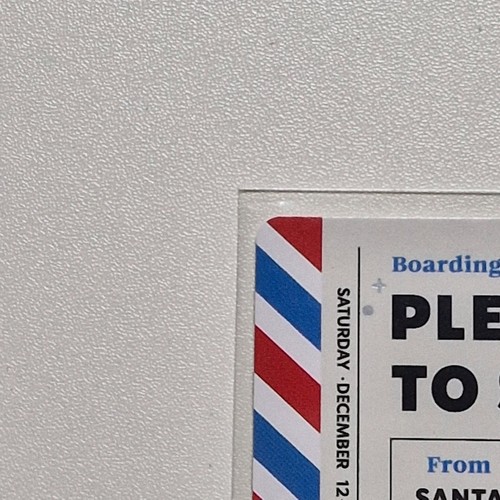 SATURDAY · DECEMBER 12
Boarding
PLE
TO
From
SANTA